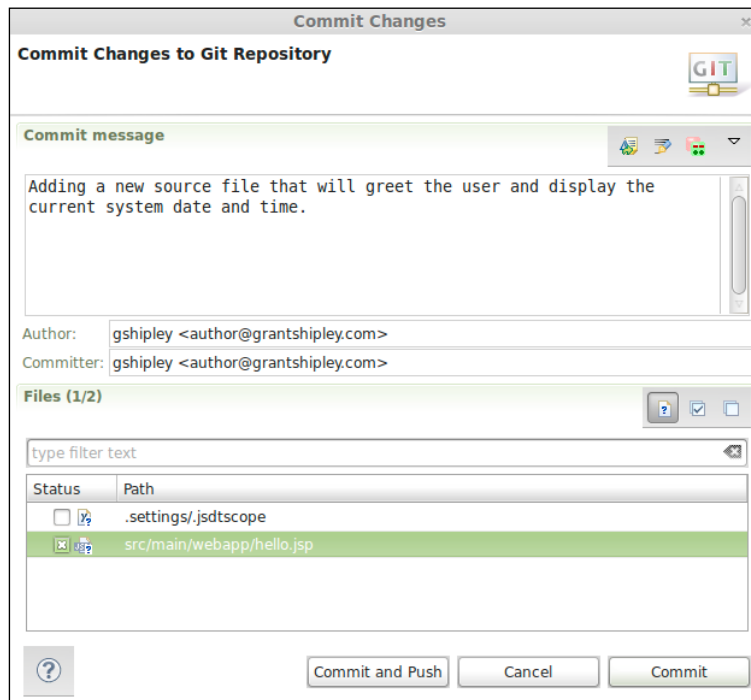 Commit Changes
Commit Changes to Git Repository
GIT
Commit message
Adding a new source file that will greet the user and display the
current system date and time.
Author: gshipley <author@grantshipley.com>
Committer: gshipley <author@grantshipley.com>
Files (1/2)
type filter text
Status Path
.settings/.jsdtscope
src/main/webapp/hello.jsp
Commit and Push Cancel Commit